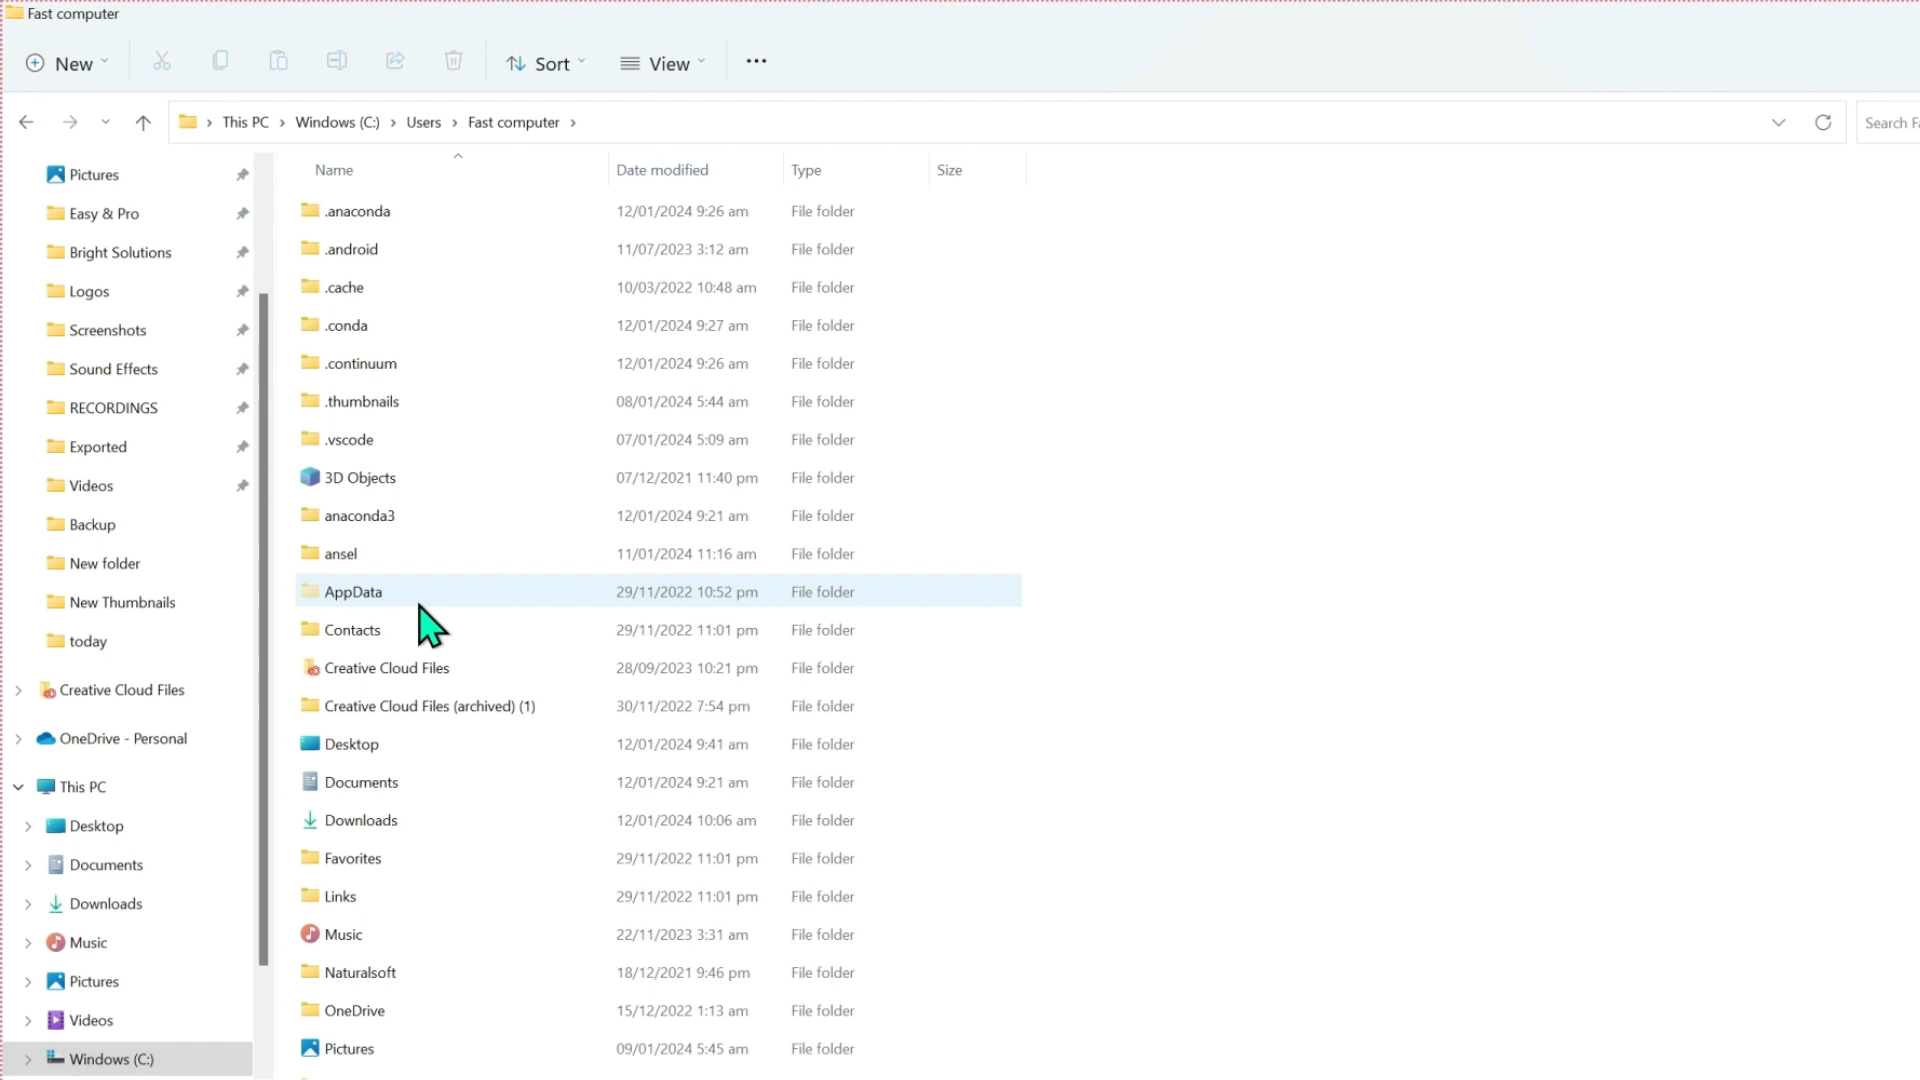 Fast computer
New
Sort
View
This PC > Windows (C:) > Users > Fast computer >
Search Fa
Name Date modified Type Size
Pictures
Easy & Pro
Bright Solutions
Logos
Screenshots
Sound Effects
RECORDINGS
Exported
Videos
Backup
New folder
New Thumbnails
today
Creative Cloud Files
OneDrive - Personal
This PC
Desktop
Documents
Downloads
Music
Pictures
Videos
Windows (C:)
.anaconda 12/01/2024 9:26 am File folder
.android 11/07/2023 3:12 am File folder
.cache 10/03/2022 10:48 am File folder
.conda 12/01/2024 9:27 am File folder
.continuum 12/01/2024 9:26 am File folder
.thumbnails 08/01/2024 5:44 am File folder
.vscode 07/01/2024 5:09 am File folder
3D Objects 07/12/2021 11:40 pm File folder
anaconda3 12/01/2024 9:21 am File folder
ansel 11/01/2024 11:16 am File folder
AppData 29/11/2022 10:52 pm File folder
Contacts 29/11/2022 11:01 pm File folder
Creative Cloud Files 28/09/2023 10:21 pm File folder
Creative Cloud Files (archived) (1) 30/11/2022 7:54 pm File folder
Desktop 12/01/2024 9:41 am File folder
Documents 12/01/2024 9:21 am File folder
Downloads 12/01/2024 10:06 am File folder
Favorites 29/11/2022 11:01 pm File folder
Links 29/11/2022 11:01 pm File folder
Music 22/11/2023 3:31 am File folder
Naturalsoft 18/12/2021 9:46 pm File folder
OneDrive 15/12/2022 1:13 am File folder
Pictures 09/01/2024 5:45 am File folder